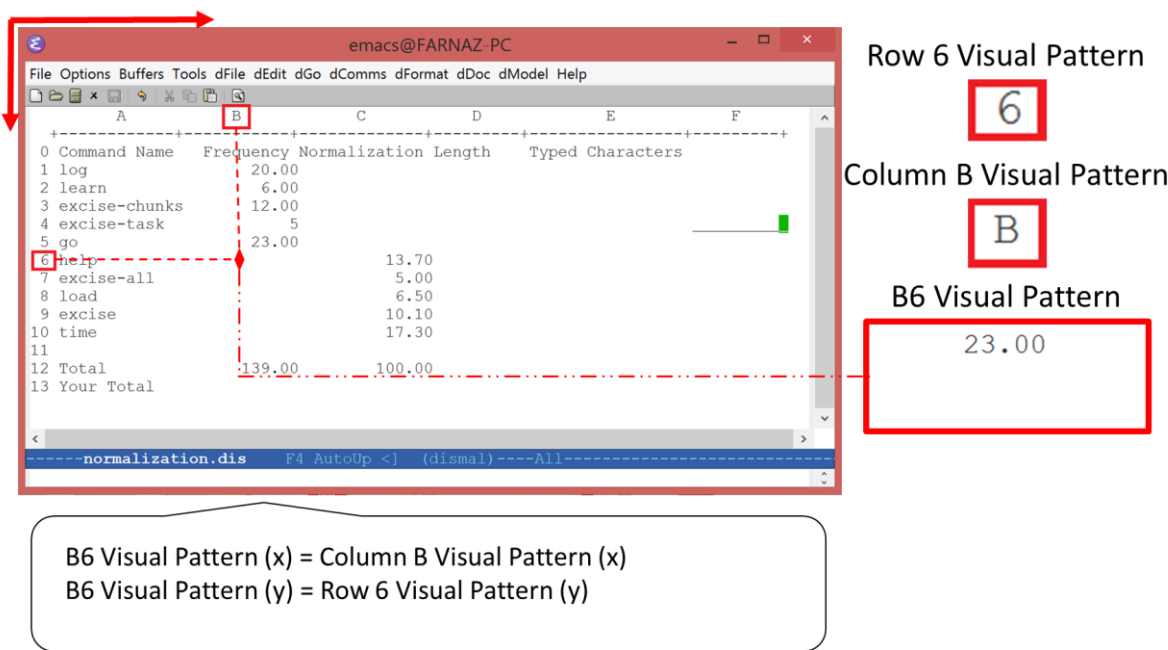 emacs@FARNAZ-PC
File Options Buffers Tools dFile dEdit dGo dComms dFormat dDoc dModel Help
A B C D E F
+------------+------------+--------------+----------+-----------------+---------+
0 Command Name Frequency Normalization Length Typed Characters
1 log 20.00
2 learn 6.00
3 excise-chunks 12.00
4 excise-task 5
5 go 23.00
6 help 13.70
7 excise-all 5.00
8 load 6.50
9 excise 10.10
10 time 17.30
11
12 Total 139.00 100.00
13 Your Total
------normalization.dis F4 AutoUp <] (dismal)----All----------------------------
Row 6 Visual Pattern
6
Column B Visual Pattern
B
B6 Visual Pattern
23.00
B6 Visual Pattern (x) = Column B Visual Pattern (x)
B6 Visual Pattern (y) = Row 6 Visual Pattern (y)